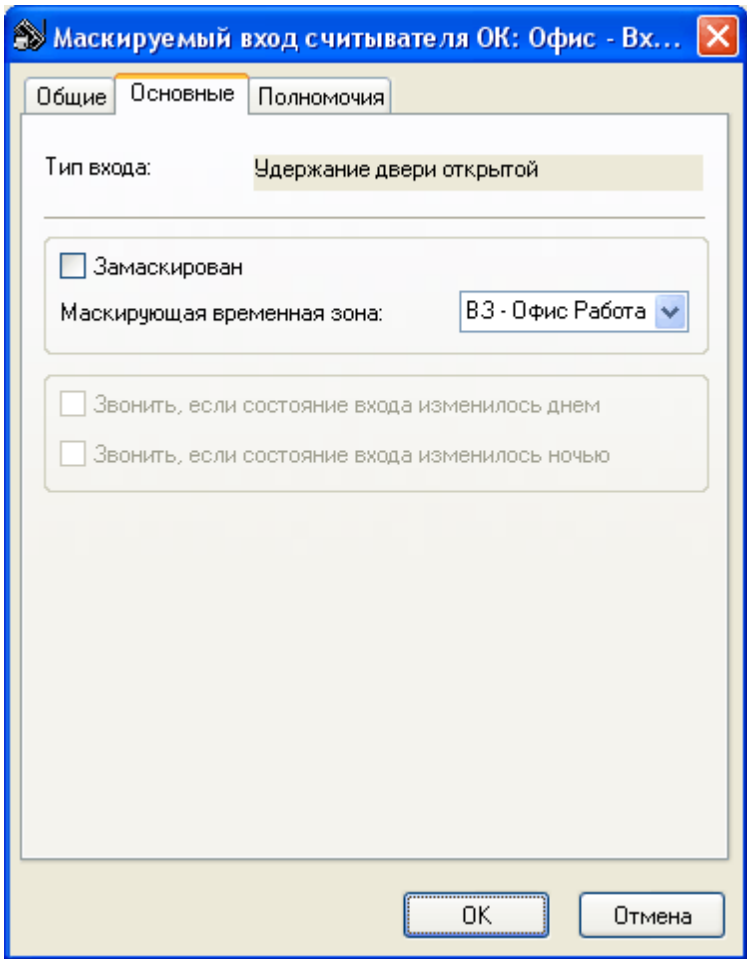 Маскируемый вход считывателя ОК: Офис - Вх...
Общие Основные Полномочия
Тип входа: Удержание двери открытой
Замаскирован
Маскирующая временная зона: ВЗ - Офис Работа
Звонить, если состояние входа изменилось днем
Звонить, если состояние входа изменилось ночью
ОК Отмена